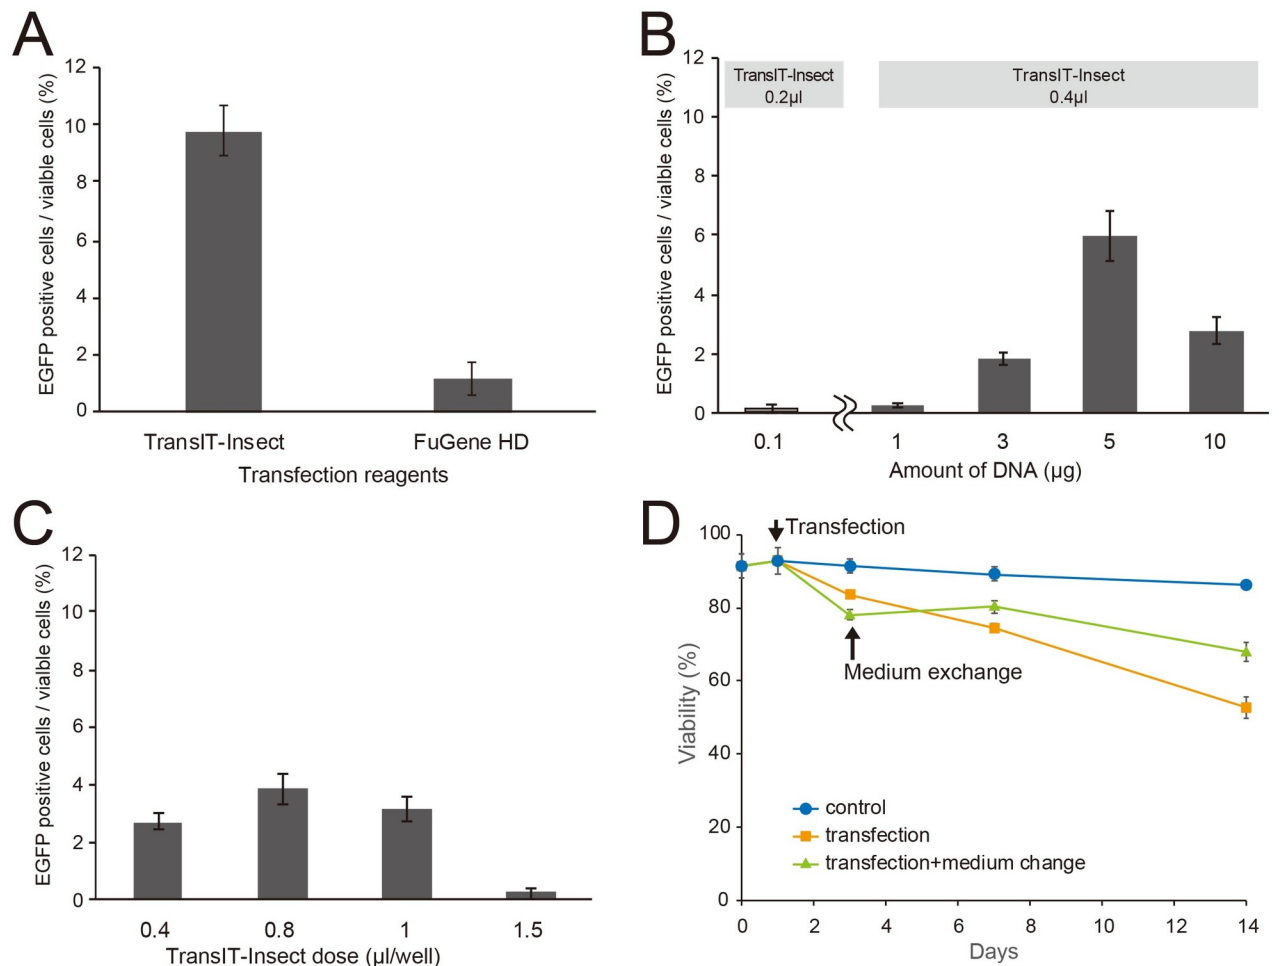 A
EGFP positive cells / vialble cells (%)
12
10
8
6
4
2
0
TransIT-Insect
FuGene HD
Transfection reagents
B
EGFP positive cells / vialble cells (%)
12
10
8
6
4
2
0
TransIT-Insect
0.2µl
TransIT-Insect
0.4µl
0.1
1
3
5
10
Amount of DNA (µg)
C
EGFP positive cells / vialble cells (%)
12
10
8
6
4
2
0
0.4
0.8
1
1.5
TransIT-Insect dose (µl/well)
D
Viability (%)
100
80
60
40
20
0
Transfection
Medium exchange
control
transfection
transfection+medium change
0
2
4
6
8
10
12
14
Days